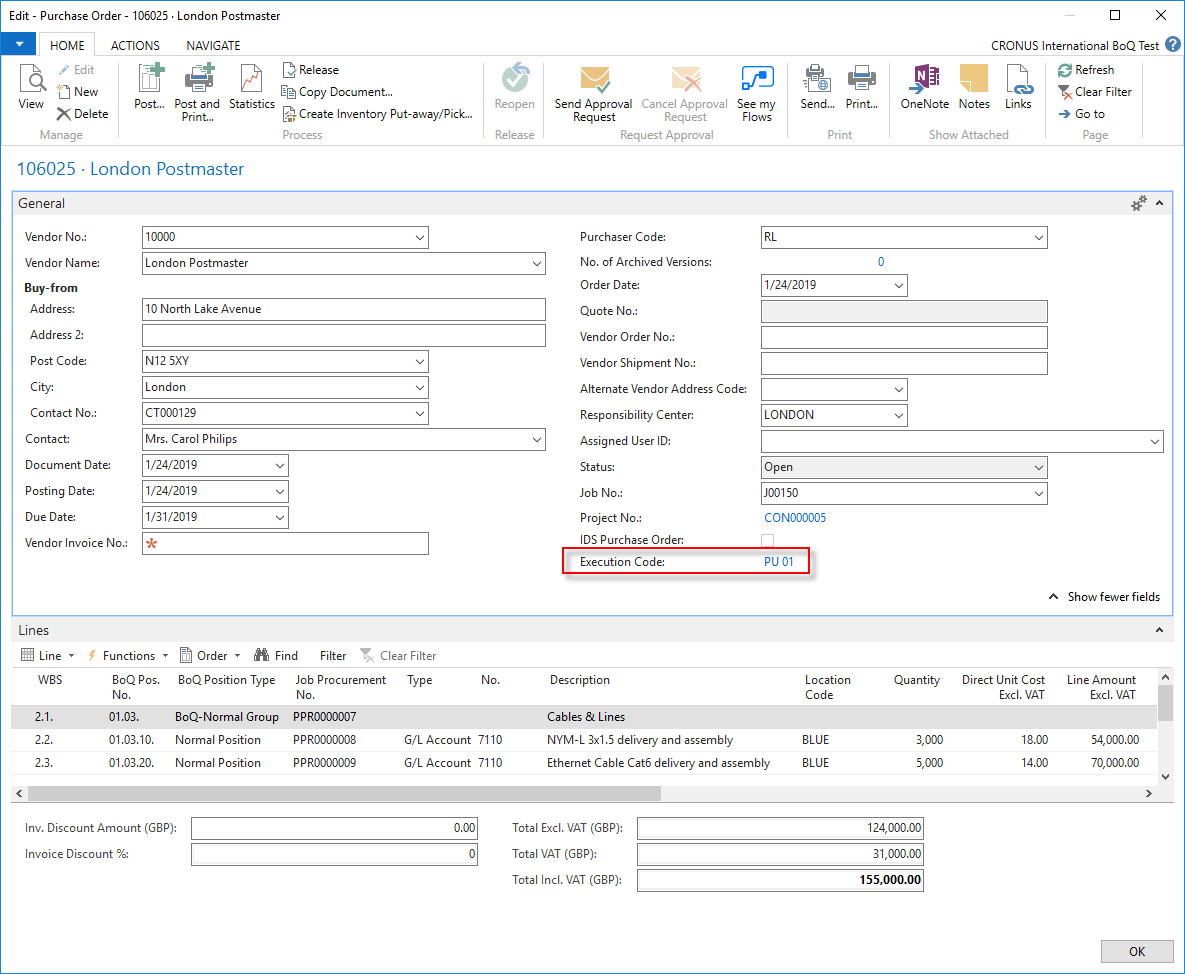 Edit - Purchase Order - 106025 · London Postmaster
HOME ACTIONS NAVIGATE
CRONUS International BoQ Test ?
View
Edit
New
Delete
Manage
Post...
Post and Print...
Statistics
Release
Copy Document...
Create Inventory Put-away/Pick...
Process
Reopen
Release
Send Approval Request
Cancel Approval Request
See my Flows
Request Approval
Send...
Print...
Print
OneNote
Notes
Links
Show Attached
Refresh
Clear Filter
Go to
Page
106025 · London Postmaster
General
Vendor No.: 10000
Vendor Name: London Postmaster
Buy-from
Address: 10 North Lake Avenue
Address 2:
Post Code: N12 5XY
City: London
Contact No.: CT000129
Contact: Mrs. Carol Philips
Document Date: 1/24/2019
Posting Date: 1/24/2019
Due Date: 1/31/2019
Vendor Invoice No.: *
Purchaser Code: RL
No. of Archived Versions: 0
Order Date: 1/24/2019
Quote No.:
Vendor Order No.:
Vendor Shipment No.:
Alternate Vendor Address Code:
Responsibility Center: LONDON
Assigned User ID:
Status: Open
Job No.: J00150
Project No.: CON000005
IDS Purchase Order:
Execution Code: PU 01
Show fewer fields
Lines
Line Functions Order Find Filter Clear Filter
WBS BoQ Pos. No. BoQ Position Type Job Procurement No. Type No. Description Location Code Quantity Direct Unit Cost Excl. VAT Line Amount Excl. VAT
2.1. 01.03. BoQ-Normal Group PPR0000007 Cables & Lines
2.2. 01.03.10. Normal Position PPR0000008 G/L Account 7110 NYM-L 3x1.5 delivery and assembly BLUE 3,000 18.00 54,000.00
2.3. 01.03.20. Normal Position PPR0000009 G/L Account 7110 Ethernet Cable Cat6 delivery and assembly BLUE 5,000 14.00 70,000.00
Inv. Discount Amount (GBP): 0.00
Invoice Discount %: 0
Total Excl. VAT (GBP): 124,000.00
Total VAT (GBP): 31,000.00
Total Incl. VAT (GBP): 155,000.00
OK